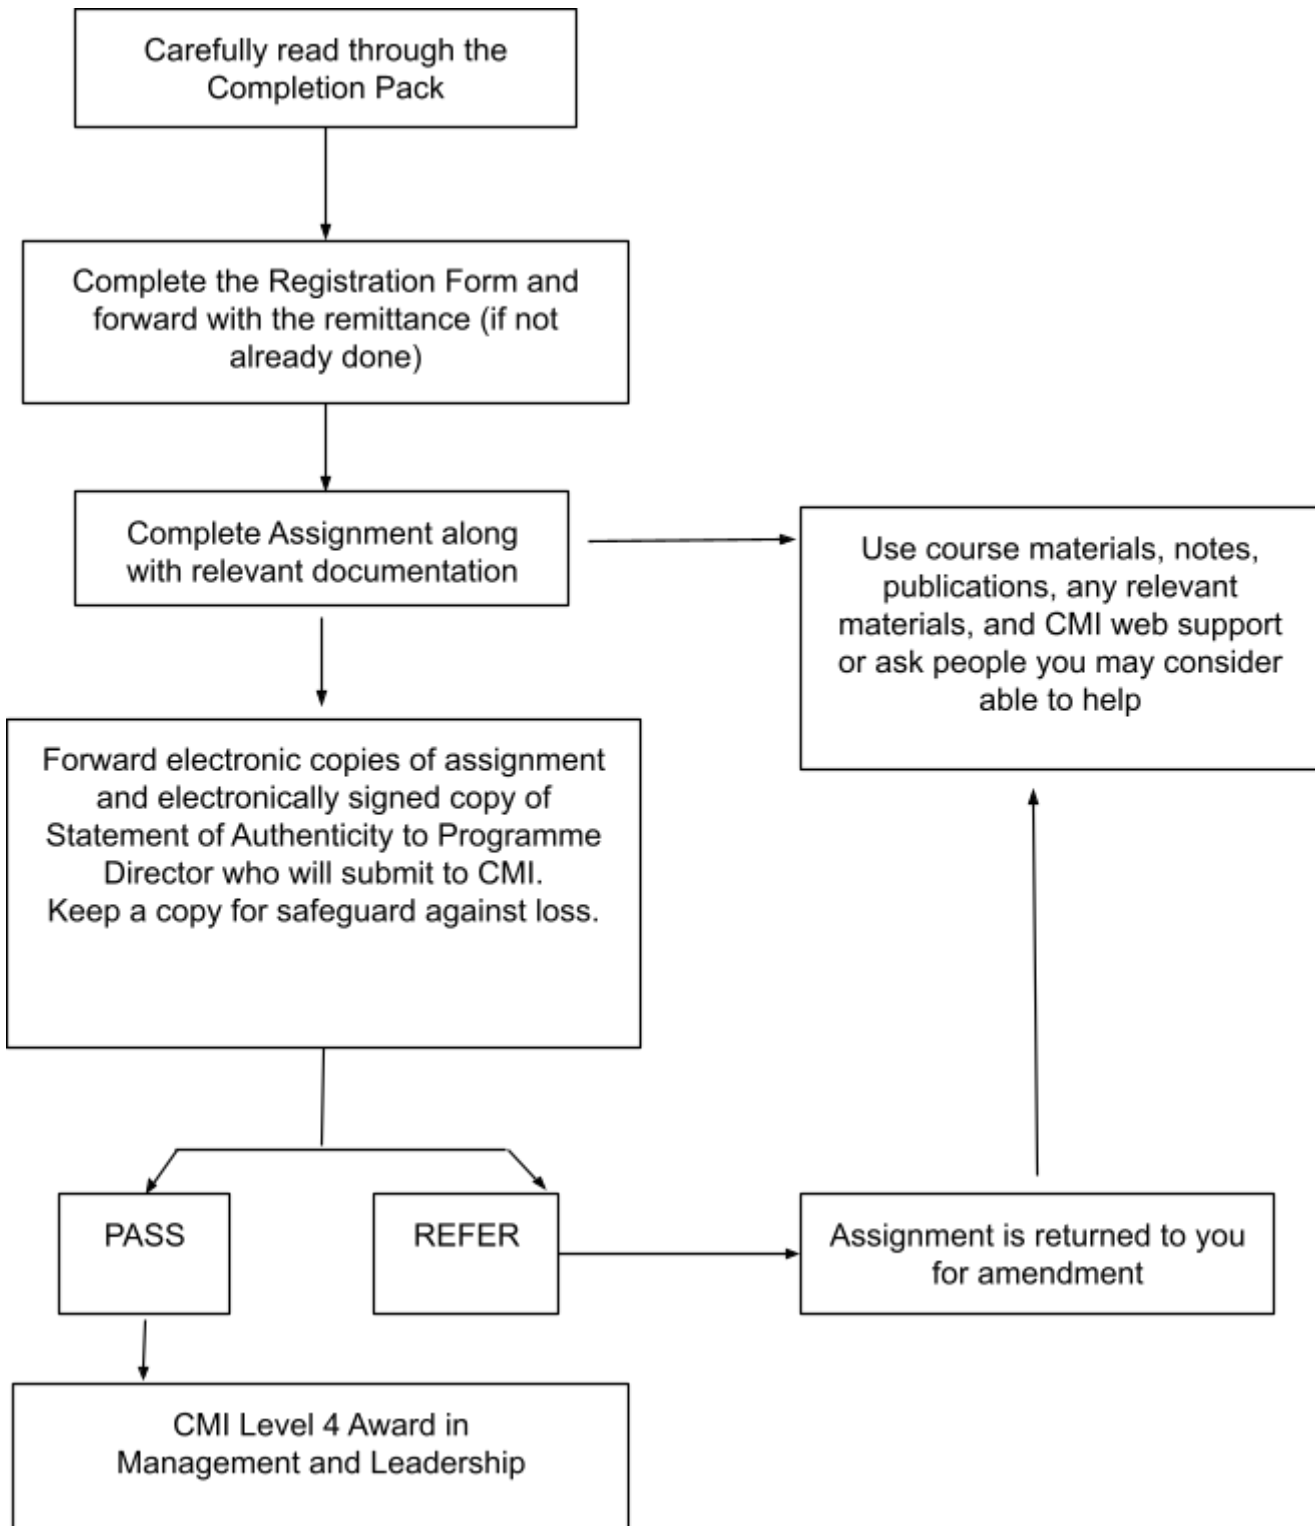 Carefully read through the
Completion Pack
Complete the Registration Form and
forward with the remittance (if not
already done)
Complete Assignment along
with relevant documentation
Use course materials, notes,
publications, any relevant
materials, and CMI web support
or ask people you may consider
able to help
Forward electronic copies of assignment
and electronically signed copy of
Statement of Authenticity to Programme
Director who will submit to CMI.
Keep a copy for safeguard against loss.
PASS
REFER
Assignment is returned to you
for amendment
CMI Level 4 Award in
Management and Leadership